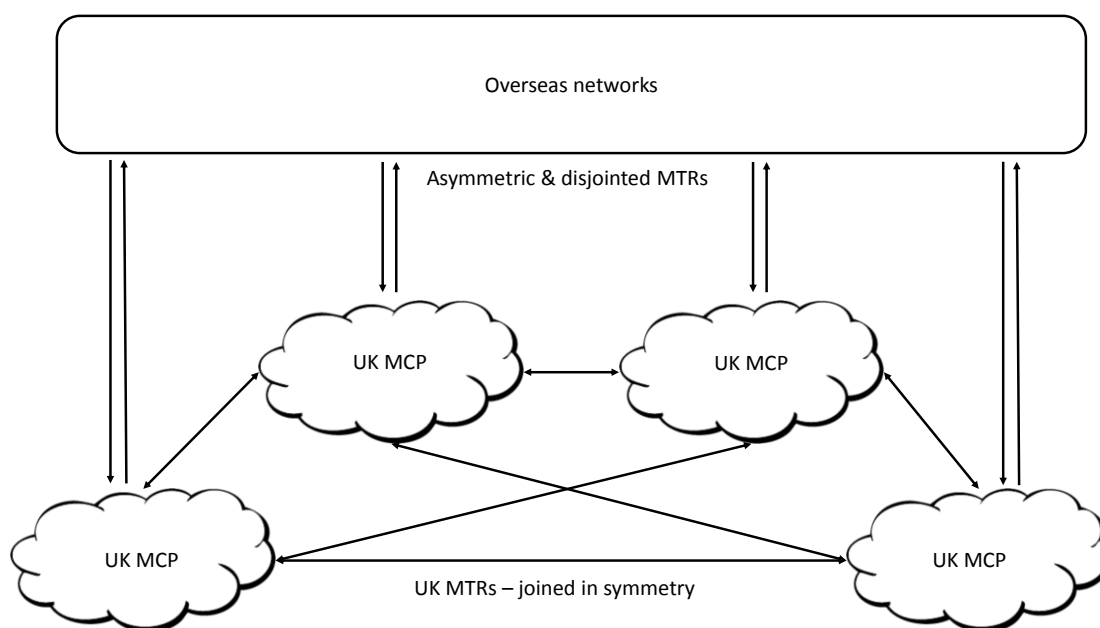 Overseas networks
Asymmetric & disjointed MTRs
UK MCP
UK MCP
UK MCP
UK MCP
UK MTRs – joined in symmetry